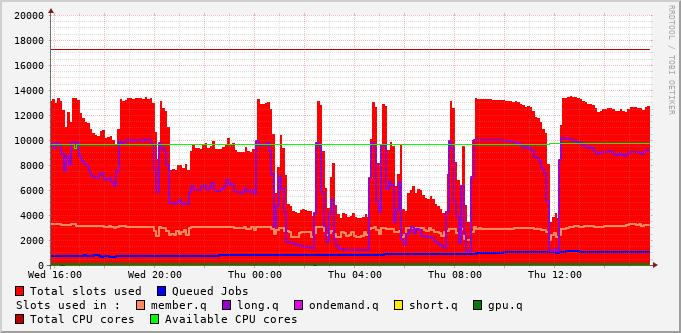 20000
18000
16000
14000
12000
10000
8000
6000
4000
2000
0
Wed 16:00 Wed 20:00 Thu 00:00 Thu 04:00 Thu 08:00 Thu 12:00
RRDTOOL / TOBI OETIKER
Total slots used Queued Jobs
Slots used in : member.q long.q ondemand.q short.q gpu.q
Total CPU cores Available CPU cores